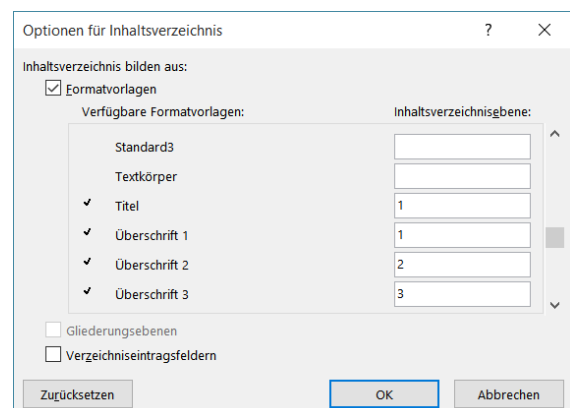 Optionen für Inhaltsverzeichnis ? ×
Inhaltsverzeichnis bilden aus:
Formatvorlagen
Verfügbare Formatvorlagen: Inhaltsverzeichnisebene:
Standard3
Textkörper
✓ Titel 1
✓ Überschrift 1 1
✓ Überschrift 2 2
✓ Überschrift 3 3
Gliederungsebenen
Verzeichniseintragsfeldern
Zurücksetzen OK Abbrechen